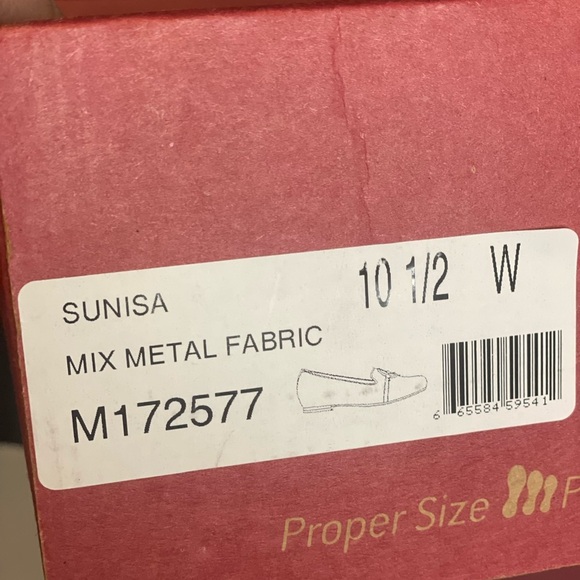 SUNISA 10 1/2 W
MIX METAL FABRIC
M172577
6 65584 59541
Proper Size F